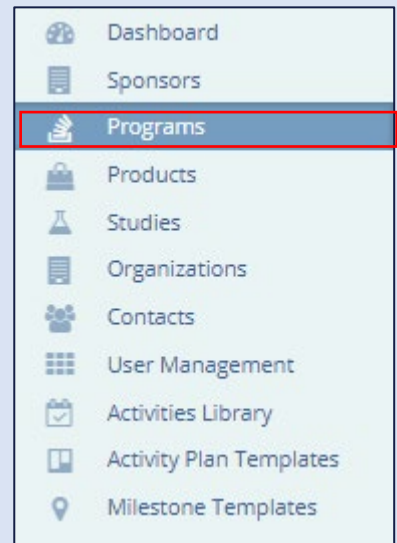 Dashboard
Sponsors
Programs
Products
Studies
Organizations
Contacts
User Management
Activities Library
Activity Plan Templates
Milestone Templates